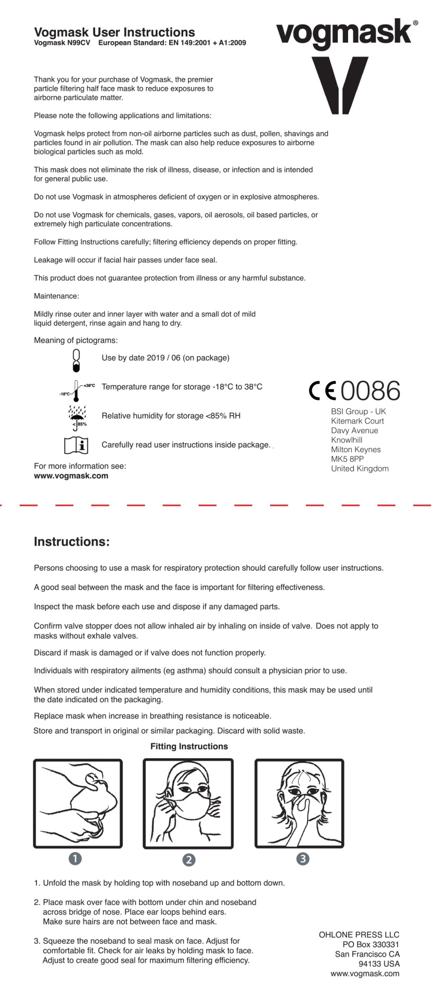 Vogmask User Instructions
Vogmask N99CV European Standard: EN 149:2001 + A1:2009
vogmask®
Thank you for your purchase of Vogmask, the premier
particle filtering half face mask to reduce exposures to
airborne particulate matter.
Please note the following applications and limitations:
Vogmask helps protect from non-oil airborne particles such as dust, pollen, shavings and
particles found in air pollution. The mask can also help reduce exposures to airborne
biological particles such as mold.
This mask does not eliminate the risk of illness, disease, or infection and is intended
for general public use.
Do not use Vogmask in atmospheres deficient of oxygen or in explosive atmospheres.
Do not use Vogmask for chemicals, gases, vapors, oil aerosols, oil based particles, or
extremely high particulate concentrations.
Follow Fitting Instructions carefully; filtering efficiency depends on proper fitting.
Leakage will occur if facial hair passes under face seal.
This product does not guarantee protection from illness or any harmful substance.
Maintenance:
Mildly rinse outer and inner layer with water and a small dot of mild
liquid detergent, rinse again and hang to dry.
Meaning of pictograms:
Use by date 2019 / 06 (on package)
+38°C
-18°C
Temperature range for storage -18°C to 38°C
< 85%
Relative humidity for storage <85% RH
i
Carefully read user instructions inside package. .
For more information see:
www.vogmask.com
CE 0086
BSI Group - UK
Kitemark Court
Davy Avenue
Knowlhill
Milton Keynes
MK5 8PP
United Kingdom
Instructions:
Persons choosing to use a mask for respiratory protection should carefully follow user instructions.
A good seal between the mask and the face is important for filtering effectiveness.
Inspect the mask before each use and dispose if any damaged parts.
Confirm valve stopper does not allow inhaled air by inhaling on inside of valve. Does not apply to
masks without exhale valves.
Discard if mask is damaged or if valve does not function properly.
Individuals with respiratory ailments (eg asthma) should consult a physician prior to use.
When stored under indicated temperature and humidity conditions, this mask may be used until
the date indicated on the packaging.
Replace mask when increase in breathing resistance is noticeable.
Store and transport in original or similar packaging. Discard with solid waste.
Fitting Instructions
1
2
3
1. Unfold the mask by holding top with noseband up and bottom down.
2. Place mask over face with bottom under chin and noseband
across bridge of nose. Place ear loops behind ears.
Make sure hairs are not between face and mask.
3. Squeeze the noseband to seal mask on face. Adjust for
comfortable fit. Check for air leaks by holding mask to face.
Adjust to create good seal for maximum filtering efficiency.
OHLONE PRESS LLC
PO Box 330331
San Francisco CA
94133 USA
www.vogmask.com